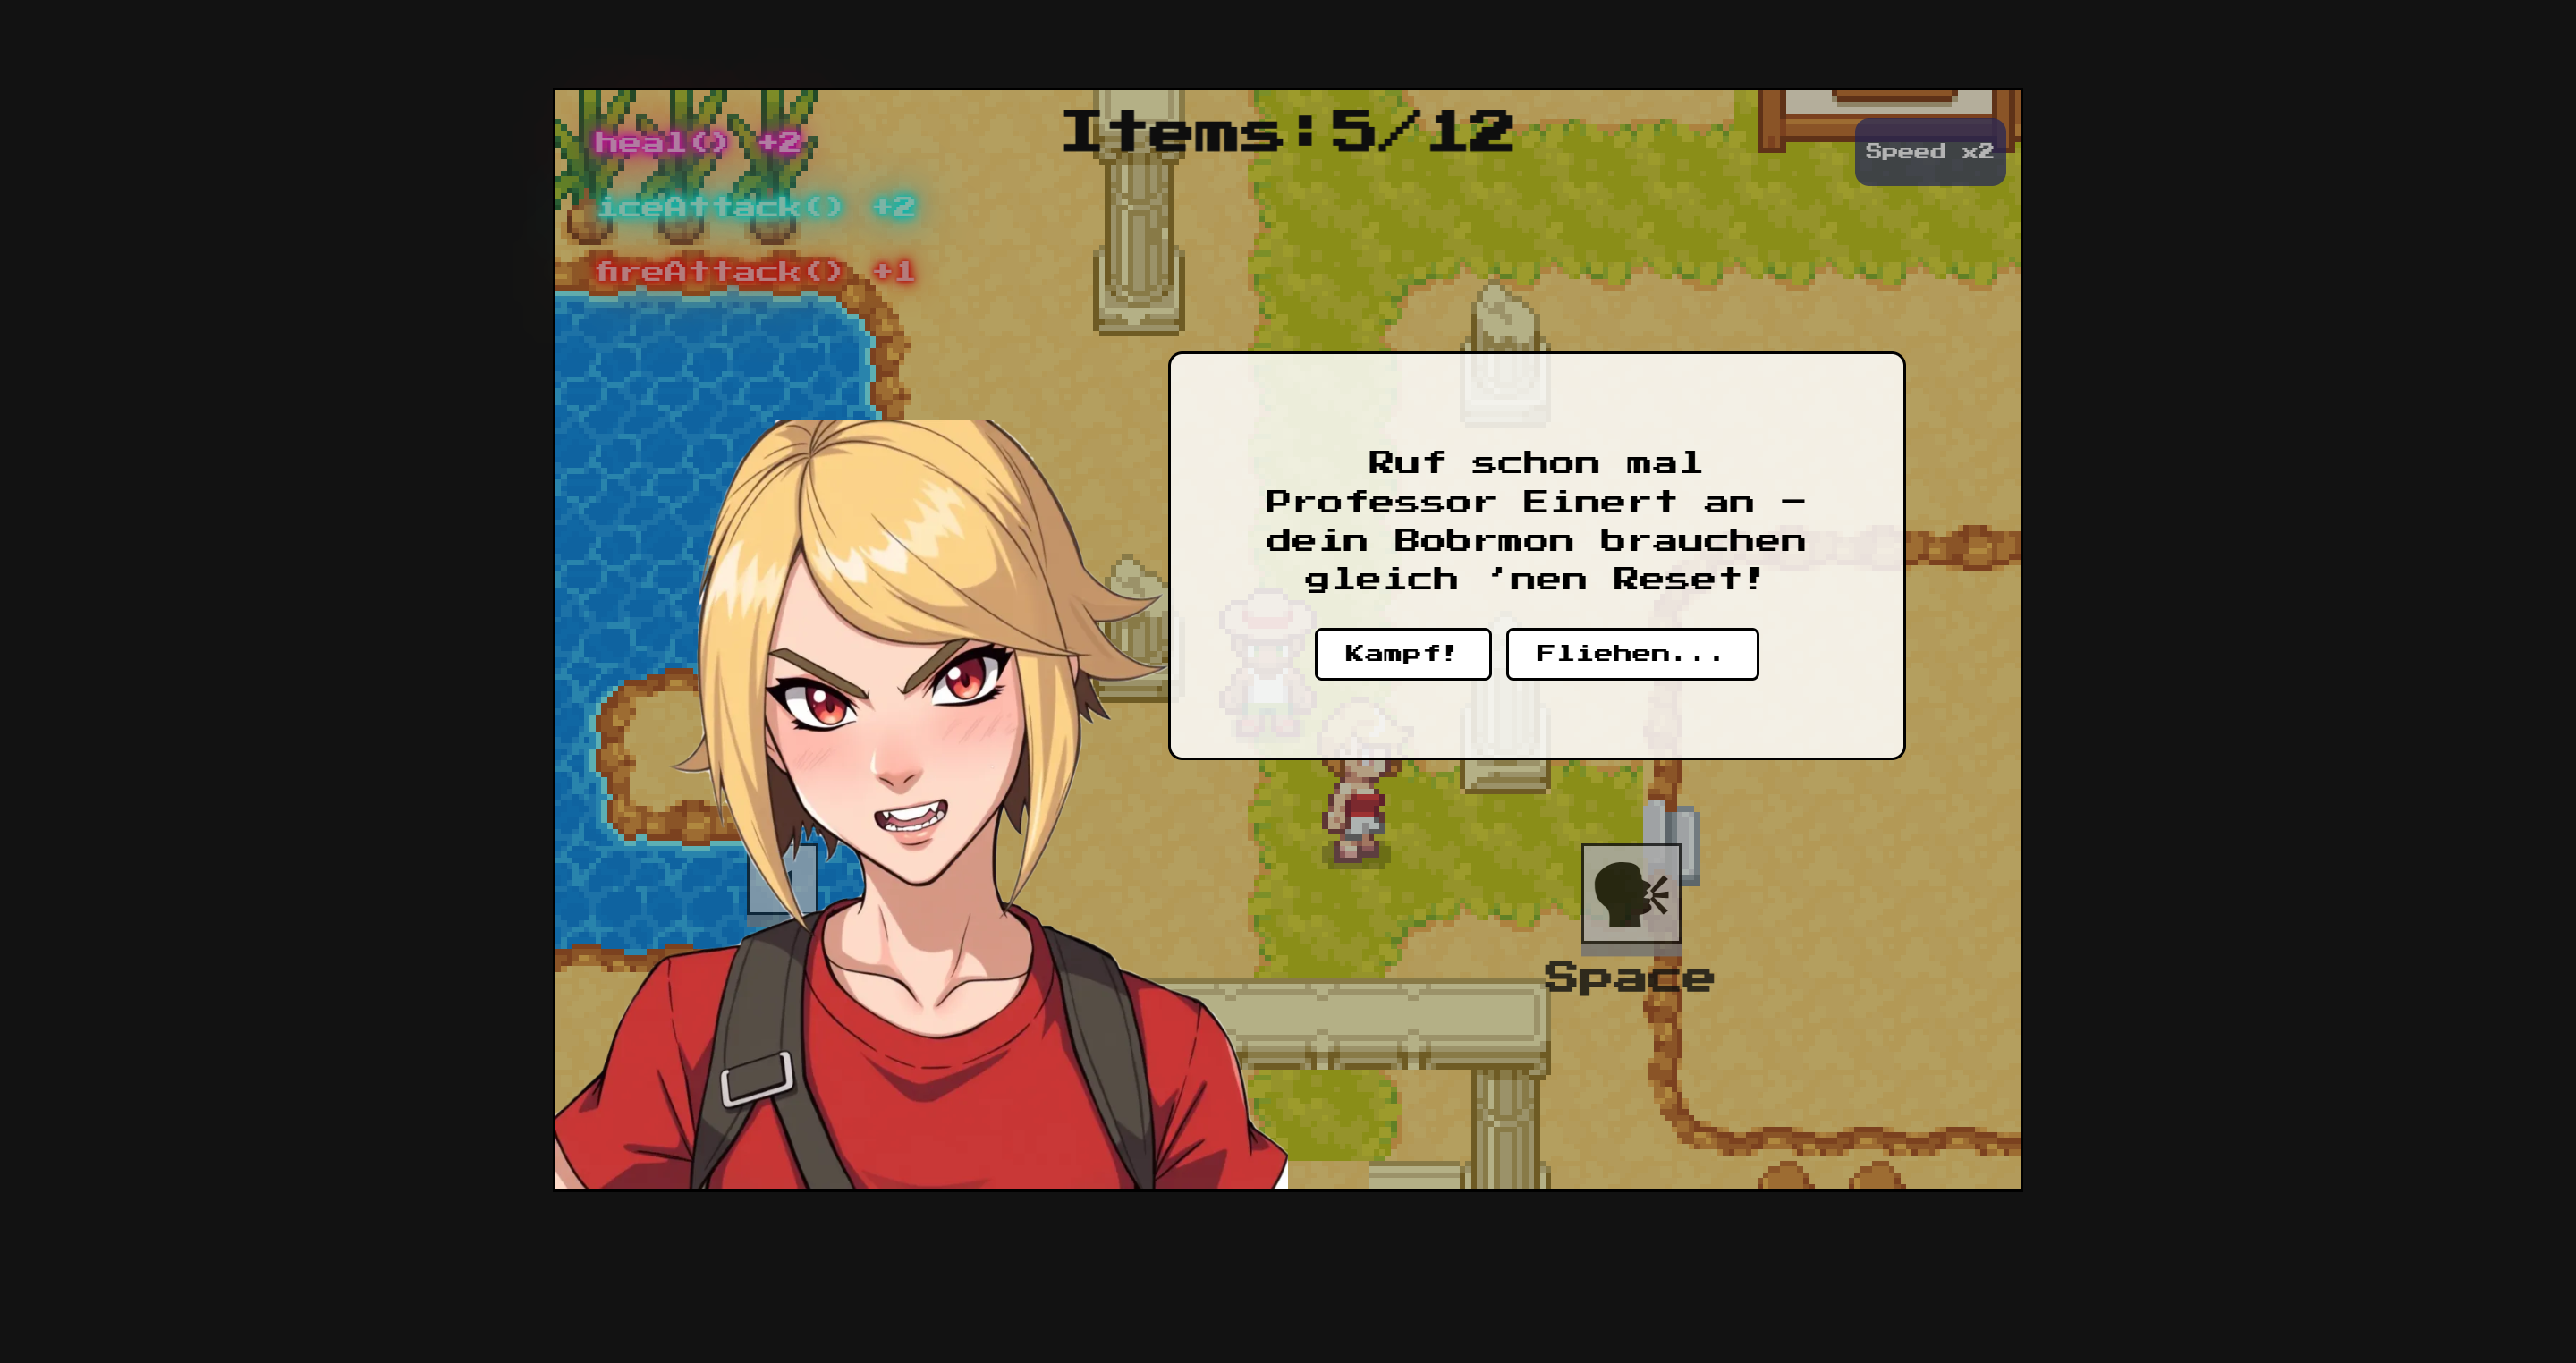 Items:5/12
heal() +2
Speed x2
iceAttack() +2
fireAttack() +1
Ruf schon mal
Professor Einert an –
dein Bobrmon brauchen
gleich 'nen Reset!
Kampf! Fliehen...
Space